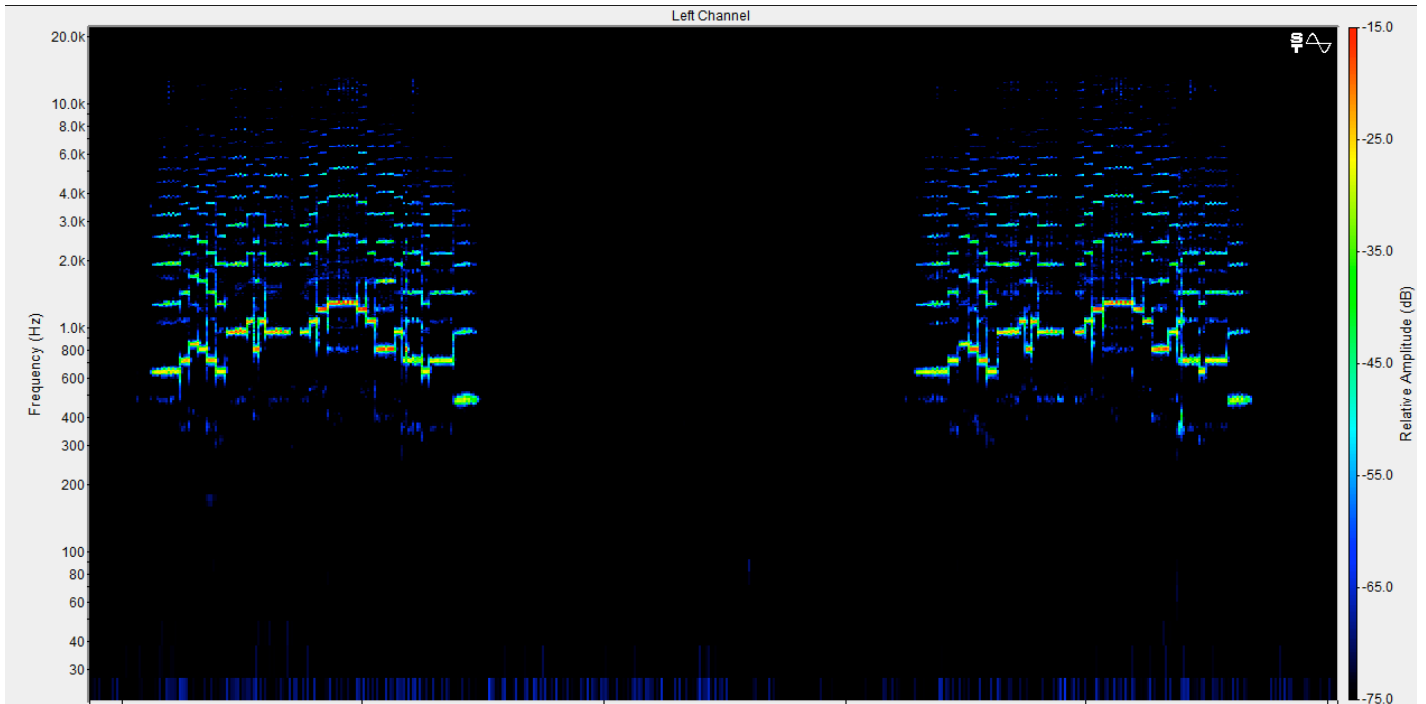 Left Channel
20.0k
10.0k
8.0k
6.0k
4.0k
3.0k
2.0k
1.0k
800
600
400
300
200
100
80
60
40
30
Frequency (Hz)
S
T
-15.0
-25.0
-35.0
-45.0
-55.0
-65.0
-75.0
Relative Amplitude (dB)